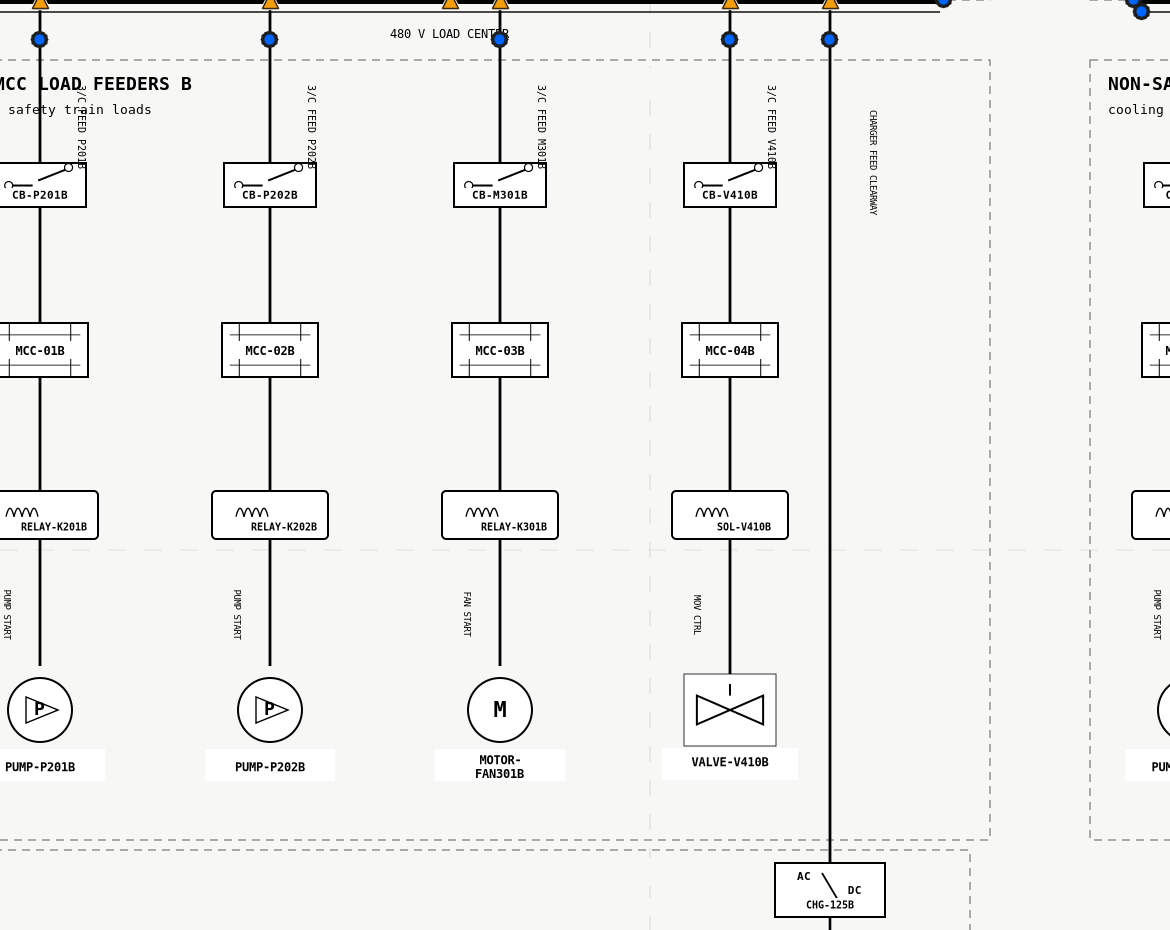 480 V LOAD CENTER
MCC LOAD FEEDERS B
safety train loads
NON-SA
cooling
3/C FEED P201B
3/C FEED P202B
3/C FEED M301B
3/C FEED V410B
CHARGER FEED CLEARWAY
CB-P201B
CB-P202B
CB-M301B
CB-V410B
MCC-01B
MCC-02B
MCC-03B
MCC-04B
RELAY-K201B
RELAY-K202B
RELAY-K301B
SOL-V410B
PUMP START
PUMP START
FAN START
MOV CTRL
PUMP START
P
P
M
PUMP-P201B
PUMP-P202B
MOTOR-
FAN301B
VALVE-V410B
PUM
AC
DC
CHG-125B